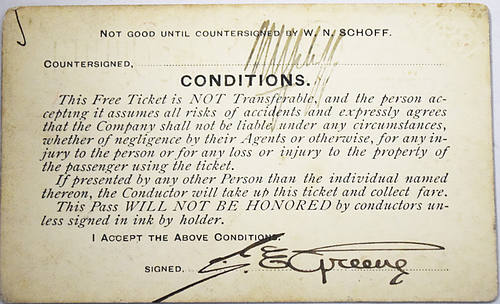 Not good until countersigned by W. N. SCHOFF.
Countersigned,
CONDITIONS.
This Free Ticket is NOT Transferable, and the person ac-
cepting it assumes all risks of accidents and expressly agrees
that the Company shall not be liable under any circumstances,
whether of negligence by their Agents or otherwise, for any in-
jury to the person or for any loss or injury to the property of
the passenger using the ticket.
If presented by any other Person than the individual named
thereon, the Conductor will take up this ticket and collect fare.
This Pass WILL NOT BE HONORED by conductors un-
less signed in ink by holder.
I Accept the Above Conditions.
SIGNED,